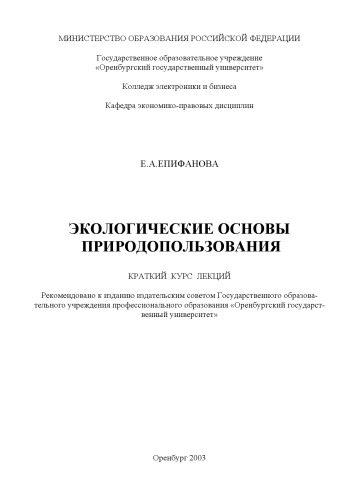 МИНИСТЕРСТВО ОБРАЗОВАНИЯ РОССИЙСКОЙ ФЕДЕРАЦИИ
Государственное образовательное учреждение
«Оренбургский государственный университет»
Колледж электроники и бизнеса
Кафедра экономико-правовых дисциплин
Е.А.ЕПИФАНОВА
ЭКОЛОГИЧЕСКИЕ ОСНОВЫ
ПРИРОДОПОЛЬЗОВАНИЯ
КРАТКИЙ КУРС ЛЕКЦИЙ
Рекомендовано к изданию издательским советом Государственного образова-
тельного учреждения профессионального образования «Оренбургский государст-
венный университет»
Оренбург 2003